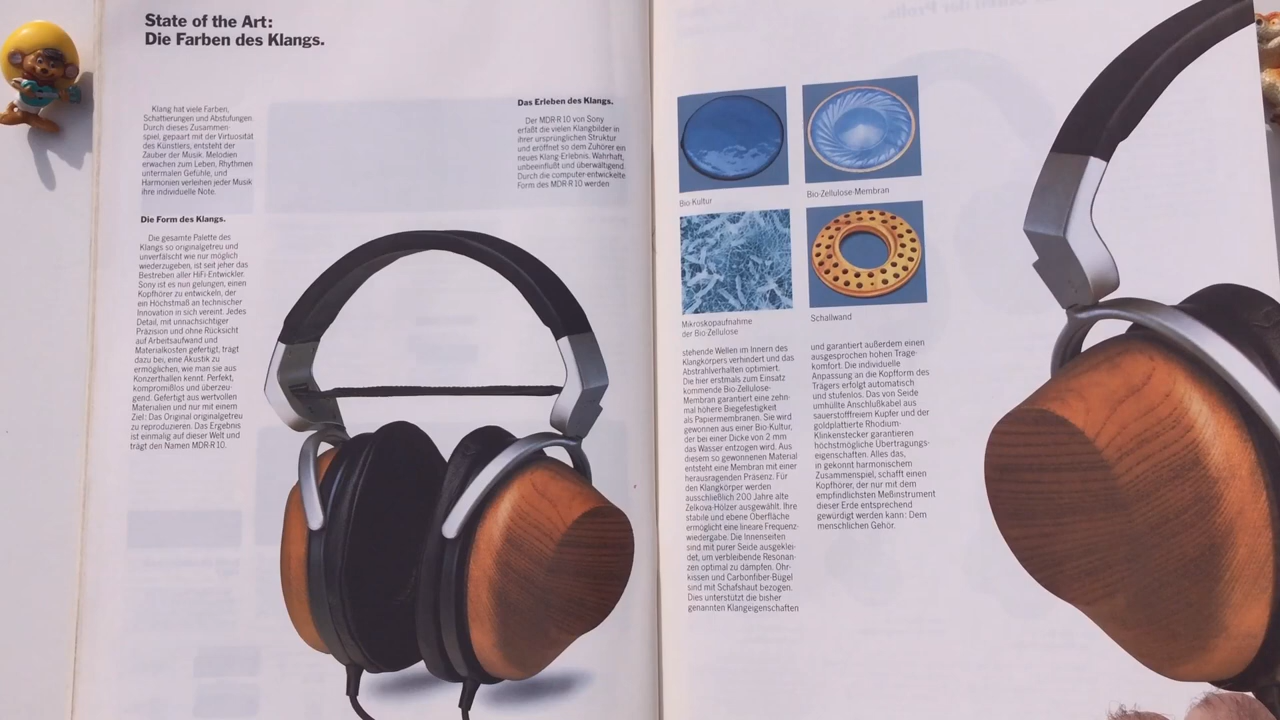 State of the Art:
Die Farben des Klangs.
Klang hat viele Farben,
Schattierungen und Abstufungen.
Durch dieses Zusammen-
spiel, gepaart mit der Virtuosität
des Künstlers, entsteht der
Zauber der Musik. Melodien
erwachen zum Leben, Rhythmen
untermalen Gefühle, und
Harmonien verleihen jeder Musik
ihre individuelle Note.
Die Form des Klangs.
Die gesamte Palette des
Klangs so originalgetreu und
unverfälscht wie nur möglich
wiederzugeben, ist seit jeher das
Bestreben aller HiFi-Entwickler.
Sony ist es nun gelungen, einen
Kopfhörer zu entwickeln, der
ein Höchstmaß an technischer
Innovation in sich vereint. Jedes
Detail, mit unnachsichtiger
Präzision und ohne Rücksicht
auf Arbeitsaufwand und
Materialkosten gefertigt, trägt
dazu bei, eine Akustik zu
ermöglichen, wie man sie aus
Konzerthallen kennt. Perfekt,
kompromißlos und überzeu-
gend. Gefertigt aus wertvollen
Materialien und nur mit einem
Ziel: Das Original originalgetreu
zu reproduzieren. Das Ergebnis
ist einmalig auf dieser Welt und
trägt den Namen MDR-R 10.
Das Erleben des Klangs.
Der MDR-R 10 von Sony
erfaßt die vielen Klangbilder in
ihrer ursprünglichen Struktur
und eröffnet so dem Zuhörer ein
neues Klang-Erlebnis. Wahrhaft,
unbeeinflußt und überwältigend.
Durch die computer-entwickelte
Form des MDR-R 10 werden
Bio-Kultur
Bio-Zellulose-Membran
Mikroskopaufnahme
der Bio-Zellulose
Schallwand
stehende Wellen im Innern des
Klangkörpers verhindert und das
Abstrahlverhalten optimiert.
Die hier erstmals zum Einsatz
kommende Bio-Zellulose-
Membran garantiert eine zehn-
mal höhere Biegefestigkeit
als Papiermembranen. Sie wird
gewonnen aus einer Bio-Kultur,
der bei einer Dicke von 2 mm
das Wasser entzogen wird. Aus
diesem so gewonnenen Material
entsteht eine Membran mit einer
herausragenden Präsenz. Für
den Klangkörper werden
ausschließlich 200 Jahre alte
Zelkova-Hölzer ausgewählt. Ihre
stabile und ebene Oberfläche
ermöglicht eine lineare Frequenz-
wiedergabe. Die Innenseiten
sind mit purer Seide ausgeklei-
det, um verbleibende Resonan-
zen optimal zu dämpfen. Ohr-
kissen und Carbonfiber-Bügel
sind mit Schafshaut bezogen.
Dies unterstützt die bisher
genannten Klangeigenschaften
und garantiert außerdem einen
ausgesprochen hohen Trage-
komfort. Die individuelle
Anpassung an die Kopfform des
Trägers erfolgt automatisch
und stufenlos. Das von Seide
umhüllte Anschlußkabel aus
sauerstoffreiem Kupfer und der
goldplattierte Rhodium-
Klinkenstecker garantieren
höchstmögliche Übertragungs-
eigenschaften. Alles das,
in gekonnt harmonischem
Zusammenspiel, schafft einen
Kopfhörer, der nur mit dem
empfindlichsten Meßinstrument
dieser Erde entsprechend
gewürdigt werden kann: Dem
menschlichen Gehör.